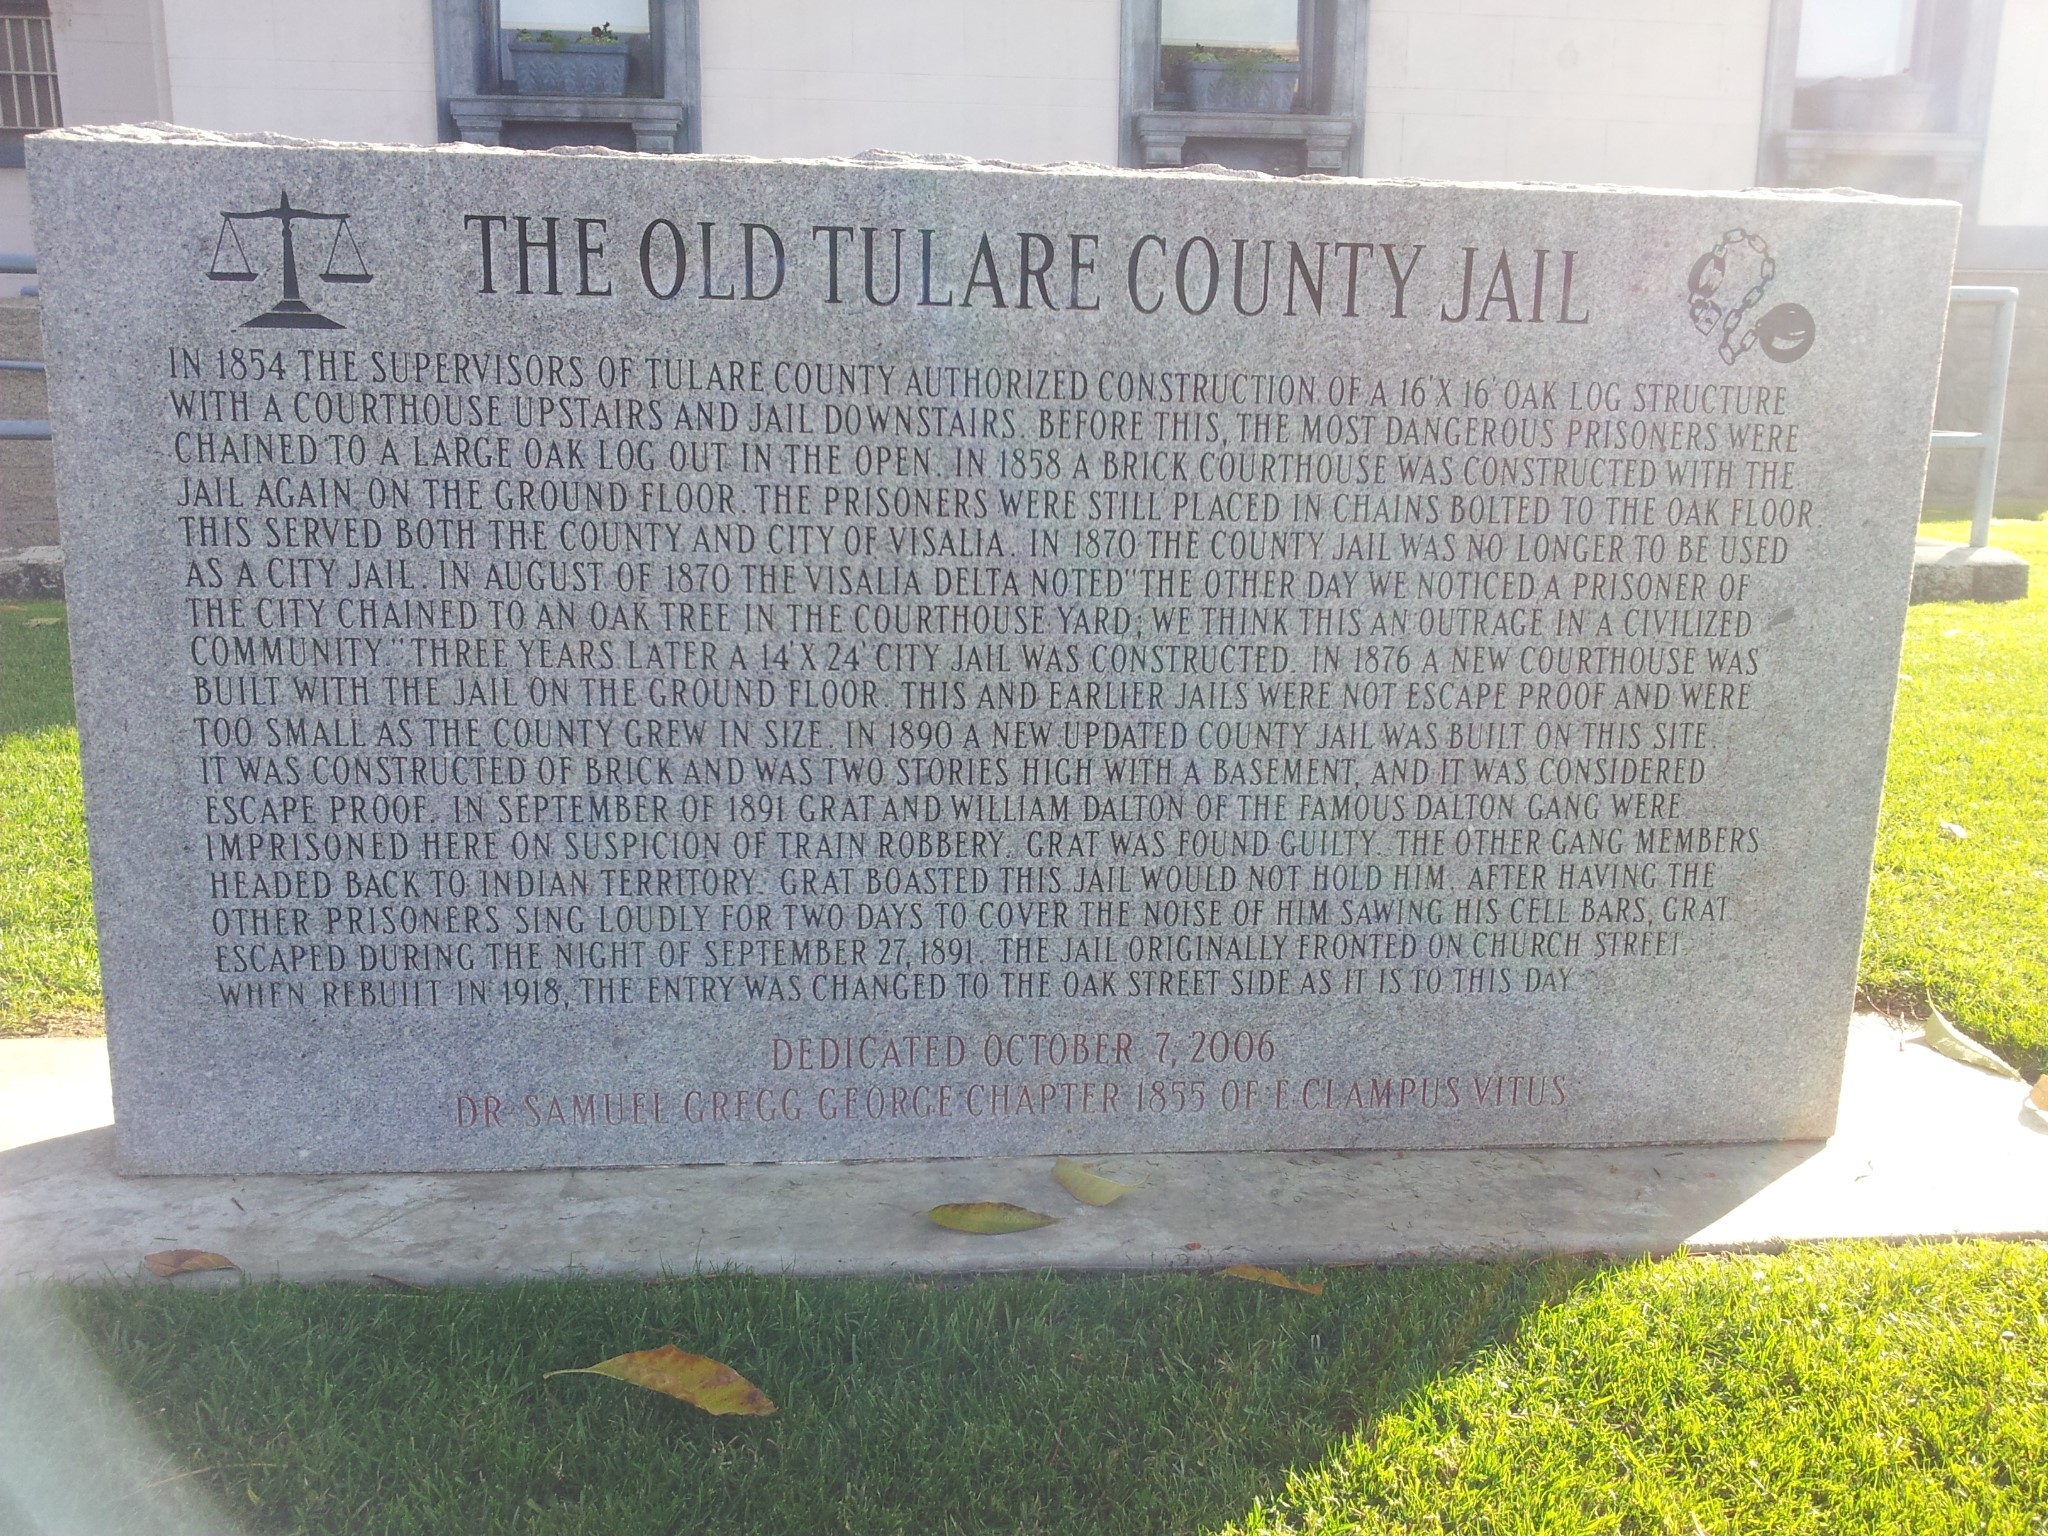 THE OLD TULARE COUNTY JAIL
IN 1854 THE SUPERVISORS OF TULARE COUNTY AUTHORIZED CONSTRUCTION OF A 16'X 16' OAK LOG STRUCTURE
WITH A COURTHOUSE UPSTAIRS AND JAIL DOWNSTAIRS. BEFORE THIS, THE MOST DANGEROUS PRISONERS WERE
CHAINED TO A LARGE OAK LOG OUT IN THE OPEN. IN 1858 A BRICK COURTHOUSE WAS CONSTRUCTED WITH THE
JAIL AGAIN ON THE GROUND FLOOR. THE PRISONERS WERE STILL PLACED IN CHAINS BOLTED TO THE OAK FLOOR.
THIS SERVED BOTH THE COUNTY AND CITY OF VISALIA. IN 1870 THE COUNTY JAIL WAS NO LONGER TO BE USED
AS A CITY JAIL. IN AUGUST OF 1870 THE VISALIA DELTA NOTED "THE OTHER DAY WE NOTICED A PRISONER OF
THE CITY CHAINED TO AN OAK TREE IN THE COURTHOUSE YARD; WE THINK THIS AN OUTRAGE IN A CIVILIZED
COMMUNITY." THREE YEARS LATER A 14'X 24' CITY JAIL WAS CONSTRUCTED. IN 1876 A NEW COURTHOUSE WAS
BUILT WITH THE JAIL ON THE GROUND FLOOR. THIS AND EARLIER JAILS WERE NOT ESCAPE PROOF AND WERE
TOO SMALL AS THE COUNTY GREW IN SIZE. IN 1890 A NEW UPDATED COUNTY JAIL WAS BUILT ON THIS SITE.
IT WAS CONSTRUCTED OF BRICK AND WAS TWO STORIES HIGH WITH A BASEMENT, AND IT WAS CONSIDERED
ESCAPE PROOF. IN SEPTEMBER OF 1891 GRAT AND WILLIAM DALTON OF THE FAMOUS DALTON GANG WERE
IMPRISONED HERE ON SUSPICION OF TRAIN ROBBERY. GRAT WAS FOUND GUILTY. THE OTHER GANG MEMBERS
HEADED BACK TO INDIAN TERRITORY. GRAT BOASTED THIS JAIL WOULD NOT HOLD HIM. AFTER HAVING THE
OTHER PRISONERS SING LOUDLY FOR TWO DAYS TO COVER THE NOISE OF HIM SAWING HIS CELL BARS, GRAT
ESCAPED DURING THE NIGHT OF SEPTEMBER 27, 1891. THE JAIL ORIGINALLY FRONTED ON CHURCH STREET
WHEN REBUILT IN 1918, THE ENTRY WAS CHANGED TO THE OAK STREET SIDE AS IT IS TO THIS DAY
DEDICATED OCTOBER 7, 2006
DR SAMUEL GREGG GEORGE CHAPTER 1855 OF E CLAMPUS VITUS